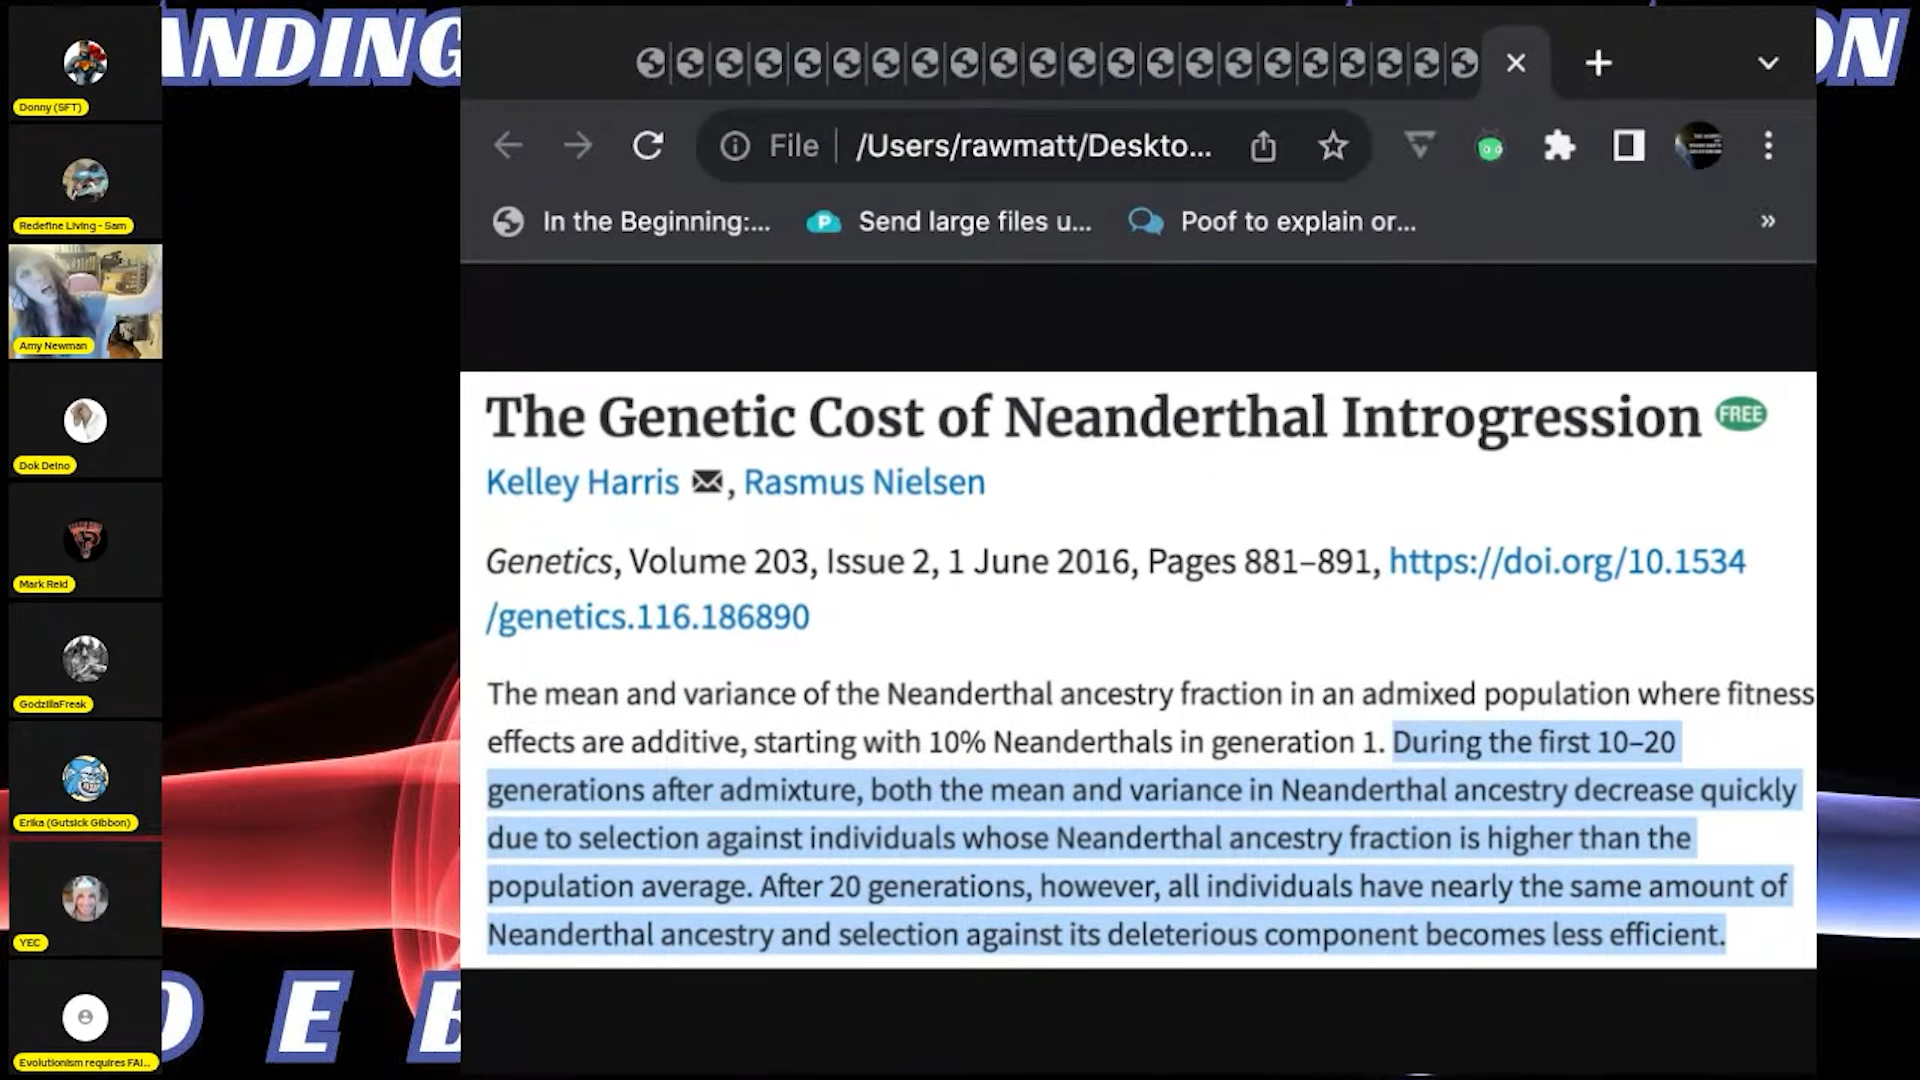 ANDING
ON
Donny (SFT)
Redefine Living - Sam
Amy Newman
Dok Delno
Mark Reid
GodzillaFreak
Erika (Gutsick Gibbon)
YEC
Evolutionism requires FAI...
File
/Users/rawmatt/Deskto...
In the Beginning:...
Send large files u...
Poof to explain or...
»
The Genetic Cost of Neanderthal Introgression FREE
Kelley Harris , Rasmus Nielsen
Genetics, Volume 203, Issue 2, 1 June 2016, Pages 881–891, https://doi.org/10.1534
/genetics.116.186890
The mean and variance of the Neanderthal ancestry fraction in an admixed population where fitness
effects are additive, starting with 10% Neanderthals in generation 1. During the first 10–20
generations after admixture, both the mean and variance in Neanderthal ancestry decrease quickly
due to selection against individuals whose Neanderthal ancestry fraction is higher than the
population average. After 20 generations, however, all individuals have nearly the same amount of
Neanderthal ancestry and selection against its deleterious component becomes less efficient.
D E B